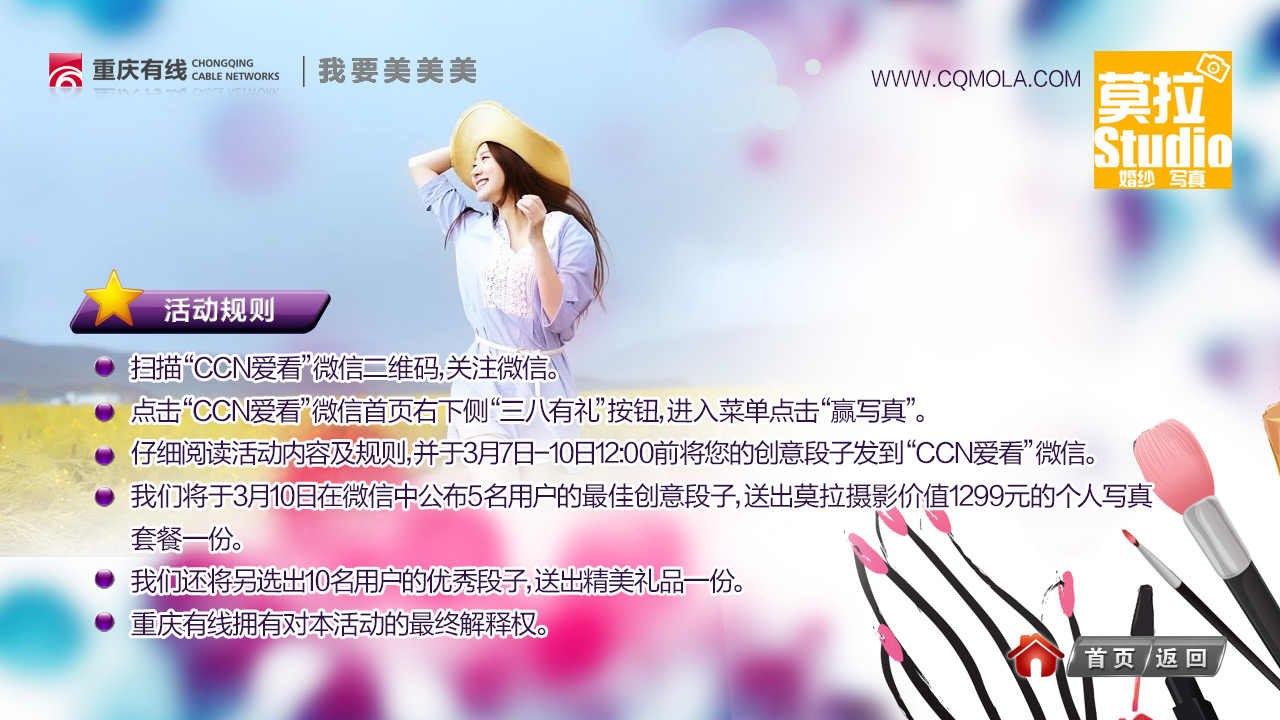 重庆有线 CHONGQING
CABLE NETWORKS
我要美美美
WWW.CQMOLA.COM
莫拉
Studio
婚纱 写真
活动规则
扫描“CCN爱看”微信二维码,关注微信。
点击“CCN爱看”微信首页右下侧“三八有礼”按钮,进入菜单点击“赢写真”。
仔细阅读活动内容及规则,并于3月7日-10日12:00前将您的创意段子发到“CCN爱看”微信。
我们将于3月10日在微信中公布5名用户的最佳创意段子,送出莫拉摄影价值1299元的个人写真
套餐一份。
我们还将另选出10名用户的优秀段子,送出精美礼品一份。
重庆有线拥有对本活动的最终解释权。
首页 返回